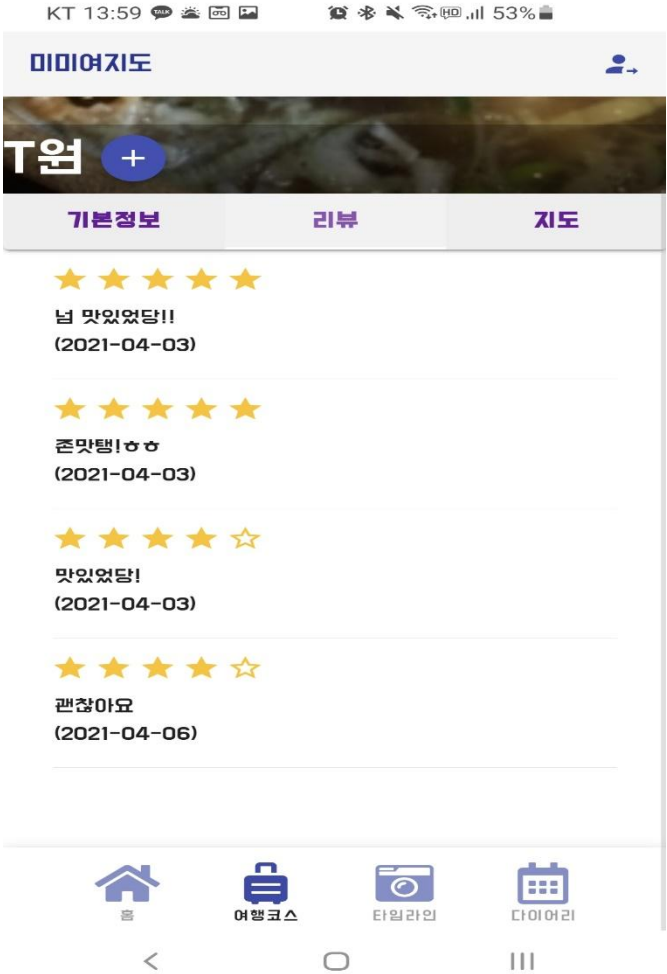 KT 13:59 TALK HD 53%
미미여지도
T원 +
기본정보 리뷰 지도
넘 맛있었당!!
(2021-04-03)
존맛탱!ㅎㅎ
(2021-04-03)
맛있었당!
(2021-04-03)
괜찮아요
(2021-04-06)
홈 여행코스 타임라인 다이어리